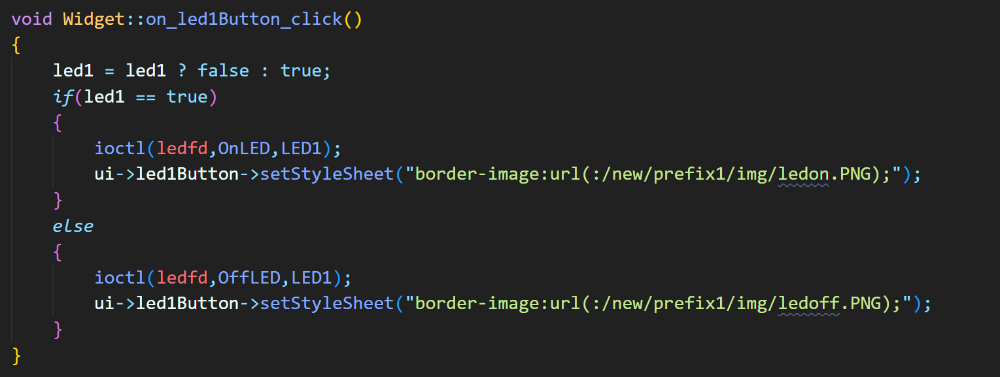 void Widget::on_led1Button_click()
{
    led1 = led1 ? false : true;
    if(led1 == true)
    {
        ioctl(ledfd,OnLED,LED1);
        ui->led1Button->setStyleSheet("border-image:url(:/new/prefix1/img/ledon.PNG);");
    }
    else
    {
        ioctl(ledfd,OffLED,LED1);
        ui->led1Button->setStyleSheet("border-image:url(:/new/prefix1/img/ledoff.PNG);");
    }
}